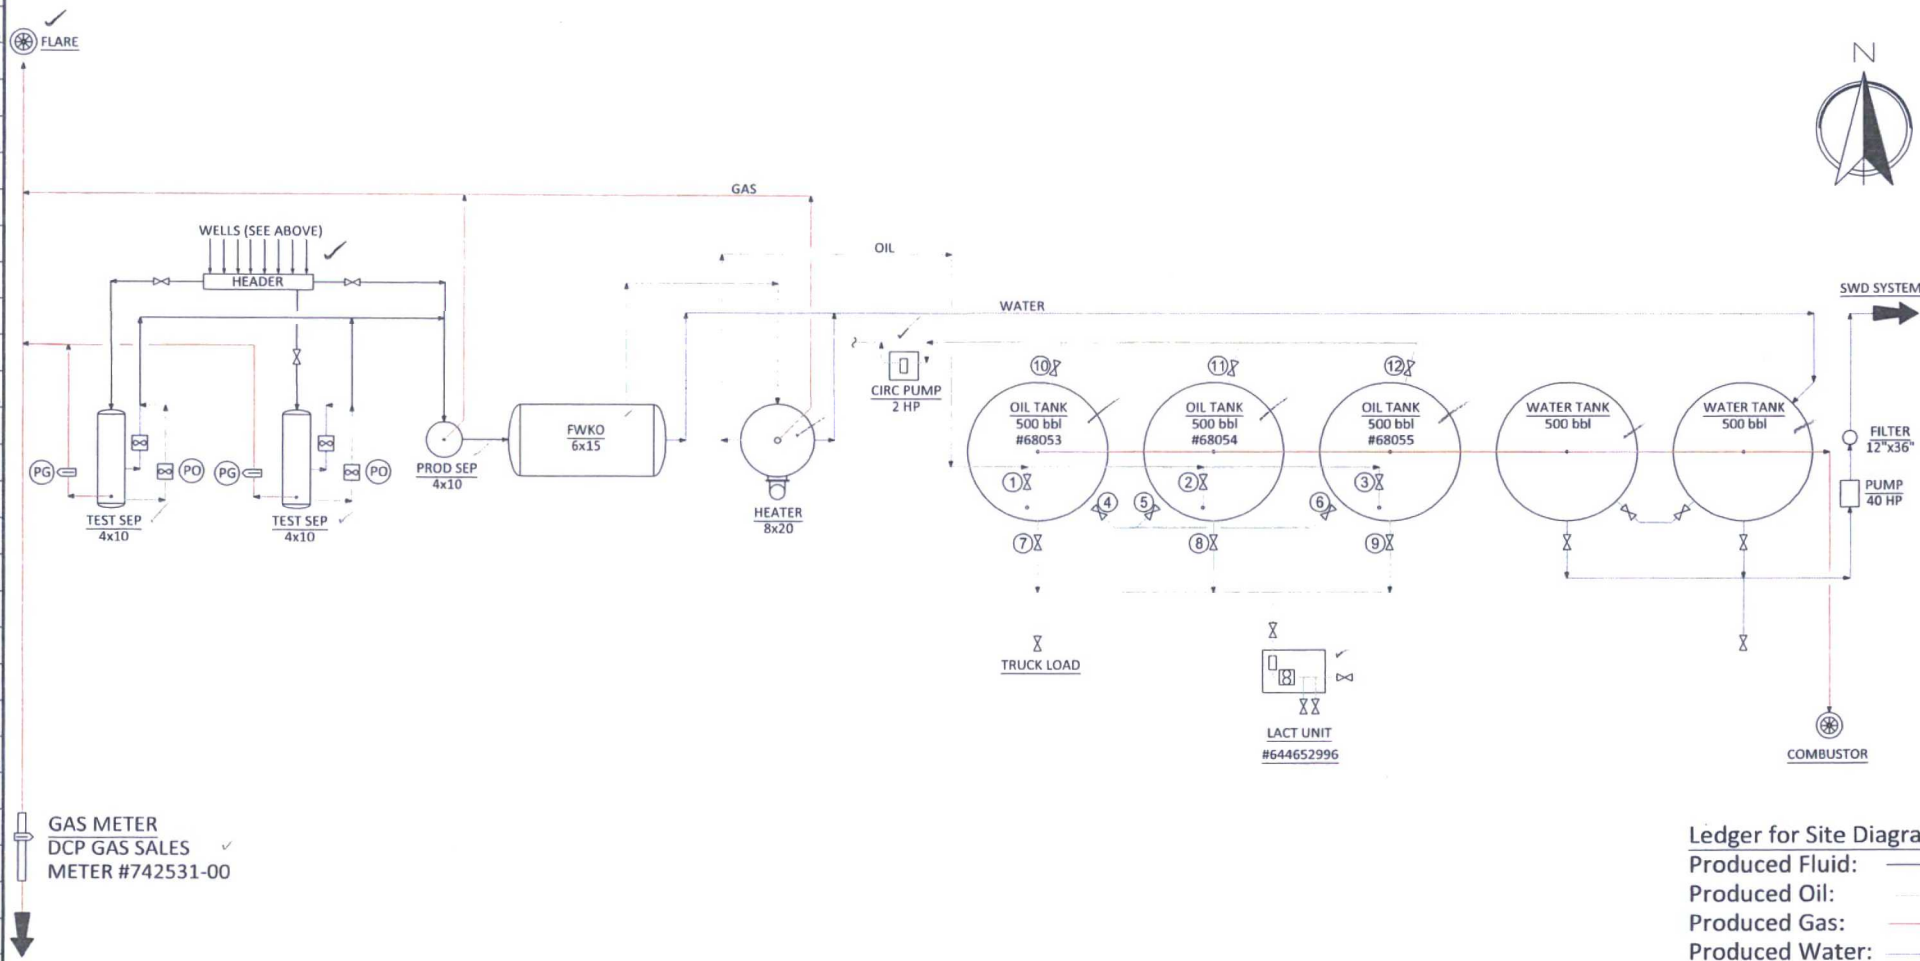 FLARE
N
GAS
WELLS (SEE ABOVE)
HEADER
OIL
WATER
SWD SYSTEM
CIRC PUMP
2 HP
10
11
12
OIL TANK
500 bbl
#68053
OIL TANK
500 bbl
#68054
OIL TANK
500 bbl
#68055
WATER TANK
500 bbl
WATER TANK
500 bbl
FWKO
6x15
PROD SEP
4x10
HEATER
8x20
FILTER
12"x36"
PUMP
40 HP
PG
PO
PG
PO
TEST SEP
4x10
TEST SEP
4x10
1
2
3
4
5
6
7
8
9
TRUCK LOAD
LACT UNIT
#644652996
COMBUSTOR
GAS METER
DCP GAS SALES
METER #742531-00
Ledger for Site Diagra
Produced Fluid:
Produced Oil:
Produced Gas:
Produced Water: